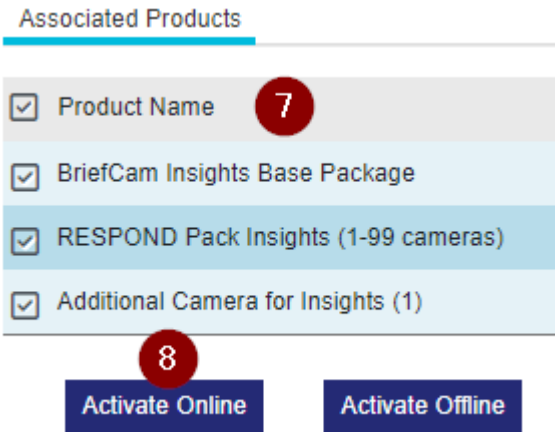 Associated Products
Product Name 7
BriefCam Insights Base Package
RESPOND Pack Insights (1-99 cameras)
Additional Camera for Insights (1)
8
Activate Online Activate Offline